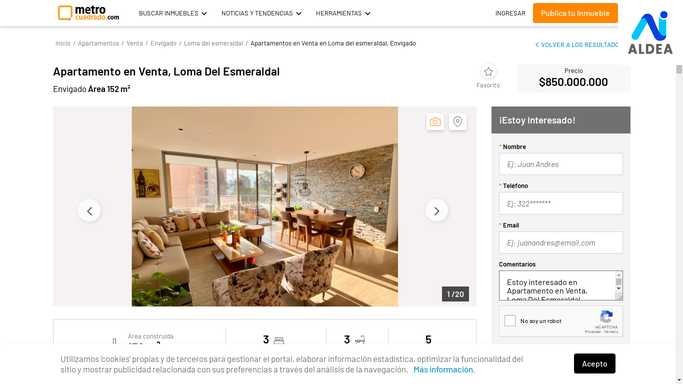 metro
cuadrado.com
BUSCAR INMUEBLES
NOTICIAS Y TENDENCIAS
HERRAMIENTAS
INGRESAR
Publica tu inmueble
ALDEA
Inicio / Apartamentos / Venta / Envigado / Loma del esmeraldal / Apartamentos en Venta en Loma del esmeraldal, Envigado
VOLVER A LOS RESULTADO
Apartamento en Venta, Loma Del Esmeraldal
Envigado Área 152 m²
Favorito
Precio
$850.000.000
1 / 20
¡Estoy Interesado!
* Nombre
Ej: Juan Andres
* Teléfono
Ej: 322*******
* Email
Ej: juanandres@email.com
Comentarios
Estoy interesado en
Apartamento en Venta,
Loma Del Esmeraldal
No soy un robot
reCAPTCHA
Privacidad - Términos
Área construida
3
3
5
Utilizamos 'cookies' propias y de terceros para gestionar el portal, elaborar información estadística, optimizar la funcionalidad del
sitio y mostrar publicidad relacionada con sus preferencias a través del análisis de la navegación. Más información.
Acepto